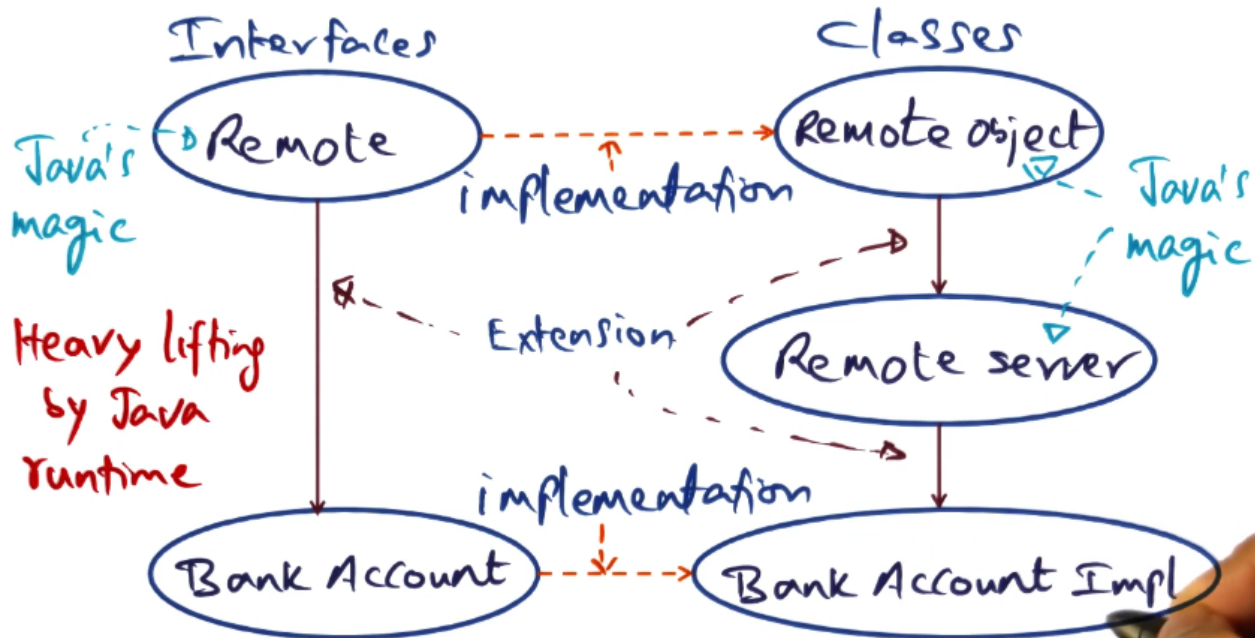 Interfaces
Classes
Remote
Remote object
Java's
magic
implementation
Java's
magic
Extension
Heavy lifting
by Java
runtime
Remote server
implementation
Bank Account
Bank Account Impl